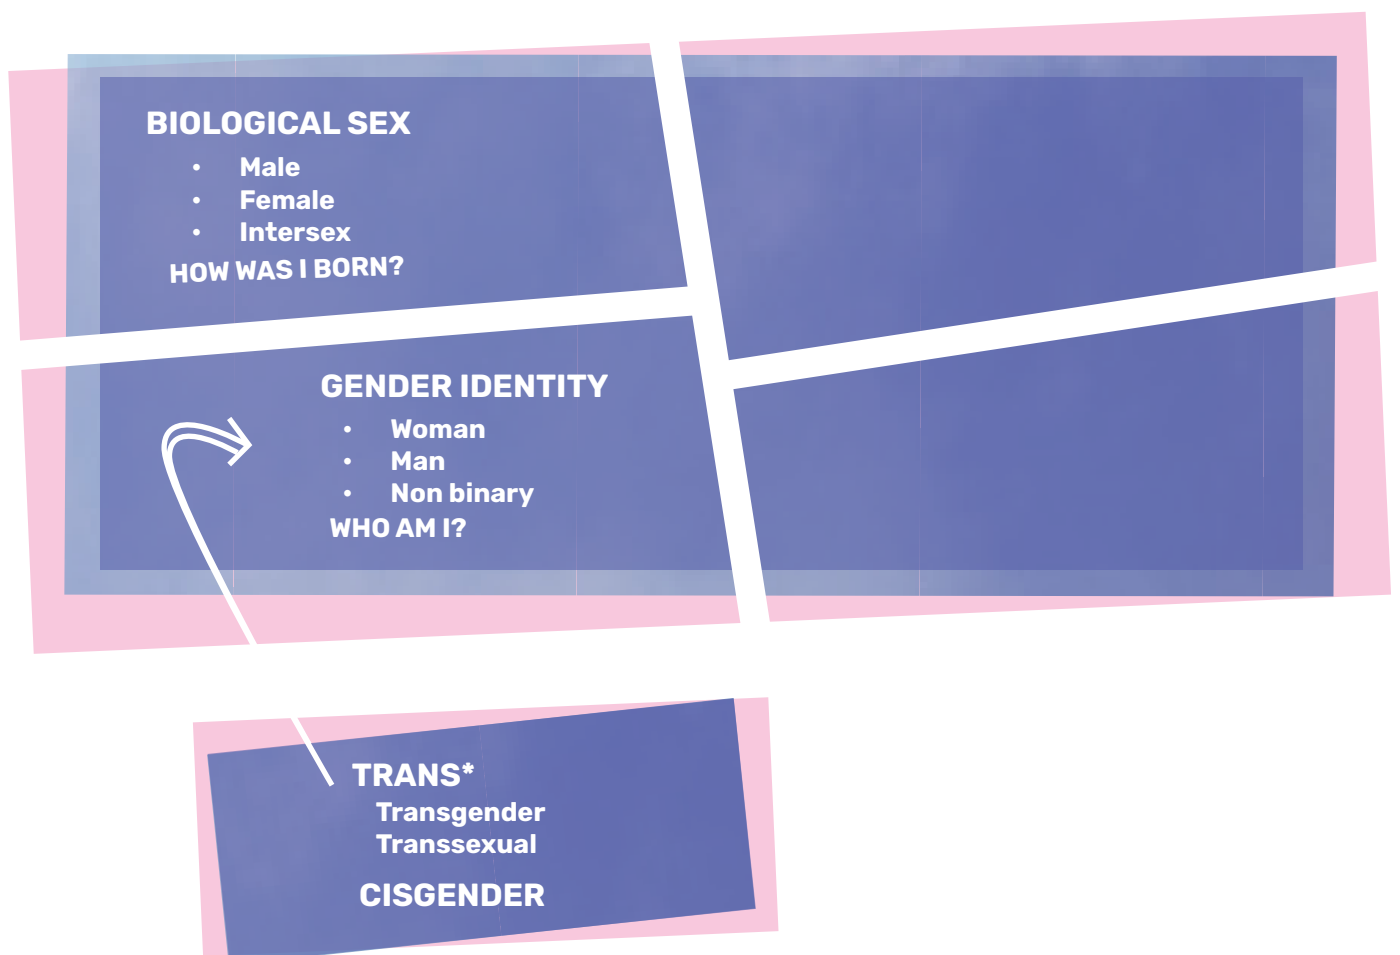 BIOLOGICAL SEX
• Male
• Female
• Intersex
HOW WAS I BORN?
GENDER IDENTITY
• Woman
• Man
• Non binary
WHO AM I?
TRANS*
Transgender
Transsexual
CISGENDER